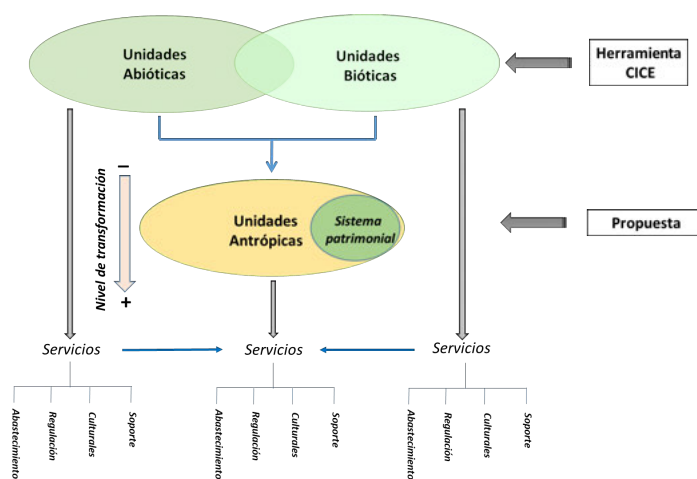 Unidades
Abióticas
Unidades
Bióticas
Herramienta
CICE
Nivel de transformación
–
+
Unidades
Antrópicas
Sistema
patrimonial
Propuesta
Servicios
Servicios
Servicios
Abastecimiento
Regulación
Culturales
Soporte
Abastecimiento
Regulación
Culturales
Soporte
Abastecimiento
Regulación
Culturales
Soporte